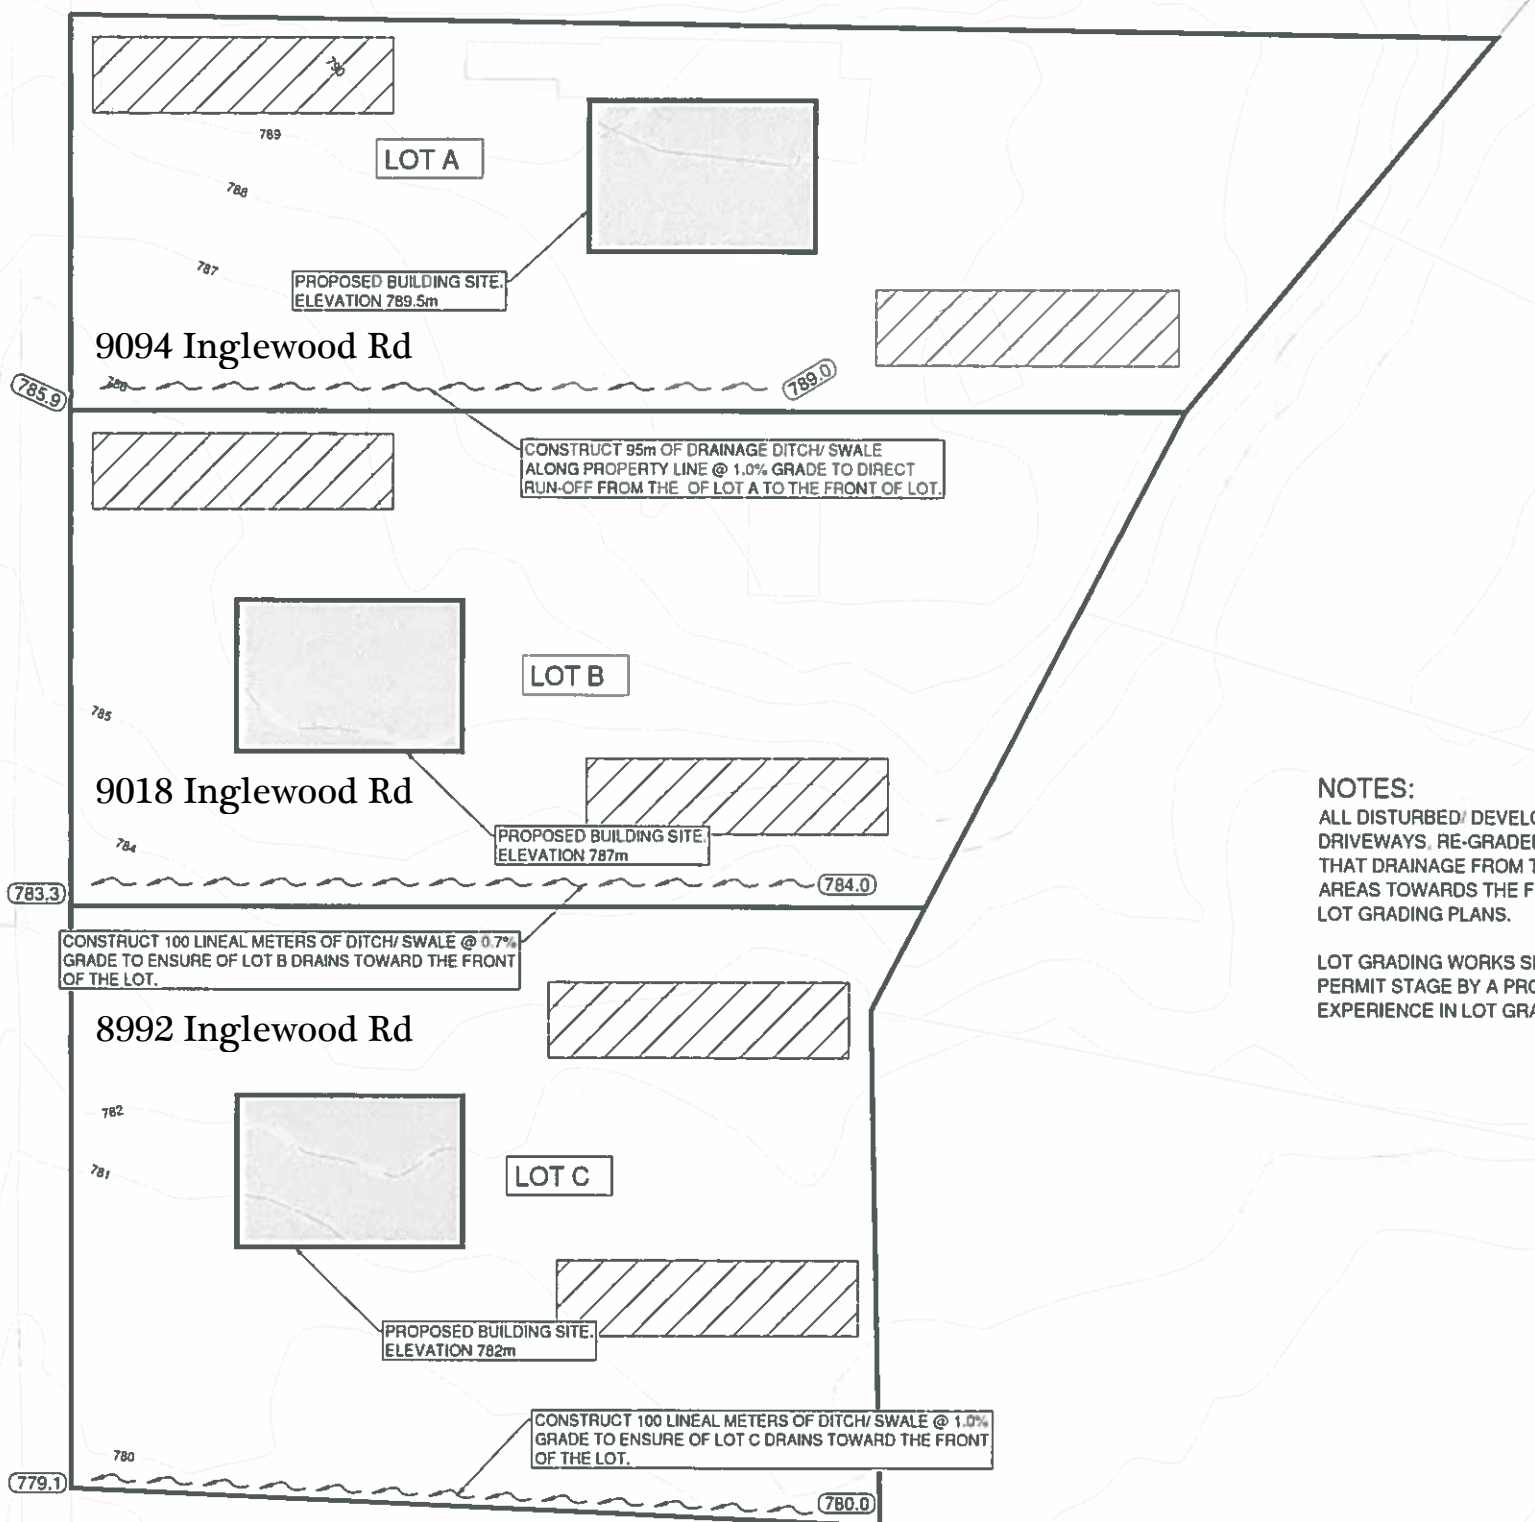 790
789
LOT A
788
787
PROPOSED BUILDING SITE.
ELEVATION 789.5m
9094 Inglewood Rd
785.9
786
789.0
CONSTRUCT 95m OF DRAINAGE DITCH/ SWALE
ALONG PROPERTY LINE @ 1.0% GRADE TO DIRECT
RUN-OFF FROM THE OF LOT A TO THE FRONT OF LOT.
LOT B
785
9018 Inglewood Rd
PROPOSED BUILDING SITE.
ELEVATION 787m
784
783.3
784.0
CONSTRUCT 100 LINEAL METERS OF DITCH/ SWALE @ 0.7%
GRADE TO ENSURE OF LOT B DRAINS TOWARD THE FRONT
OF THE LOT.
8992 Inglewood Rd
782
781
LOT C
PROPOSED BUILDING SITE.
ELEVATION 782m
CONSTRUCT 100 LINEAL METERS OF DITCH/ SWALE @ 1.0%
GRADE TO ENSURE OF LOT C DRAINS TOWARD THE FRONT
OF THE LOT.
780
779.1
780.0
NOTES:
ALL DISTURBED/ DEVELO
DRIVEWAYS, RE-GRADE
THAT DRAINAGE FROM T
AREAS TOWARDS THE F
LOT GRADING PLANS.
LOT GRADING WORKS S
PERMIT STAGE BY A PRO
EXPERIENCE IN LOT GRA